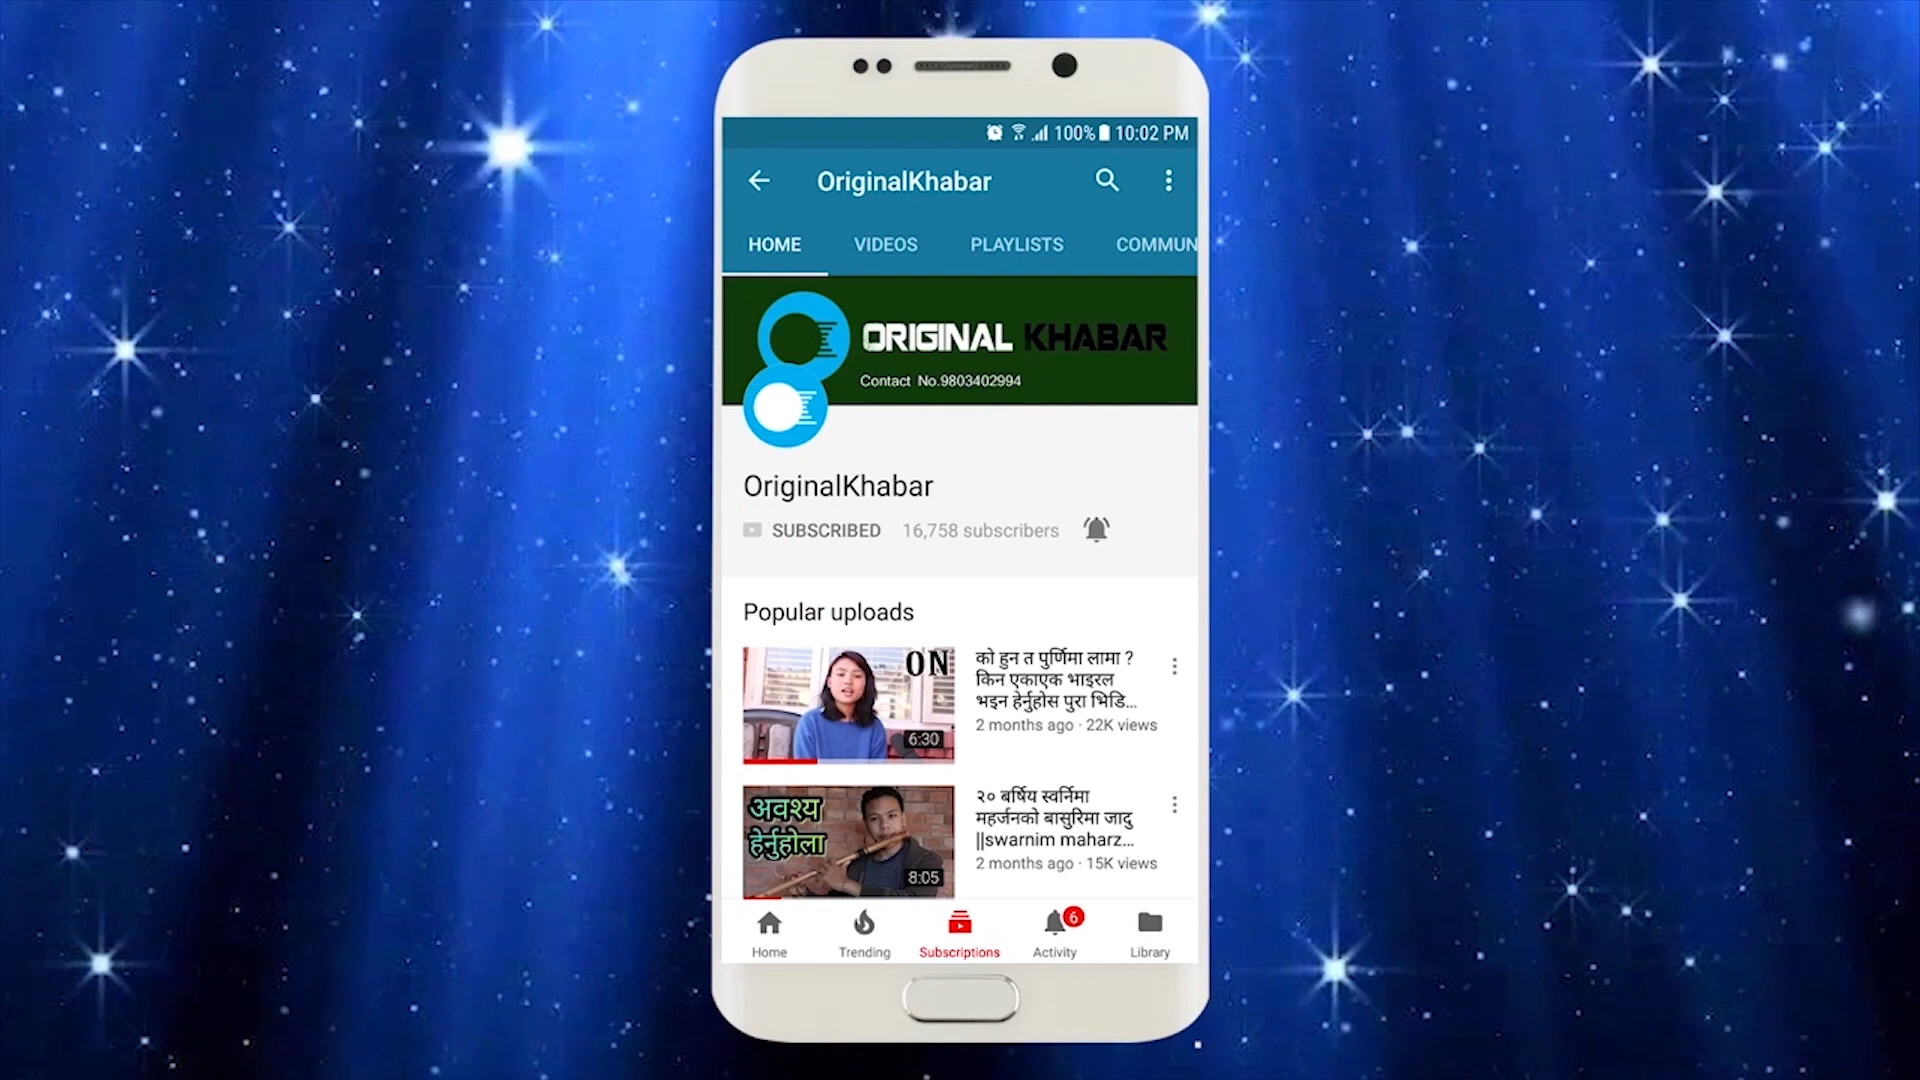 100% 10:02 PM
OriginalKhabar
HOME VIDEOS PLAYLISTS COMMUN
ORIGINAL KHABAR
Contact No.9803402994
OriginalKhabar
SUBSCRIBED 16,758 subscribers
Popular uploads
ON
6:30
को हुन त पुर्णिमा लामा ?
किन एकाएक भाइरल
भइन हेर्नुहोस पुरा भिडि...
2 months ago · 22K views
अवश्य
हेर्नुहोला
8:05
२० बर्षिय स्वर्निमा
महर्जनको बासुरिमा जादु
||swarnim maharz...
2 months ago · 15K views
6
Home Trending Subscriptions Activity Library